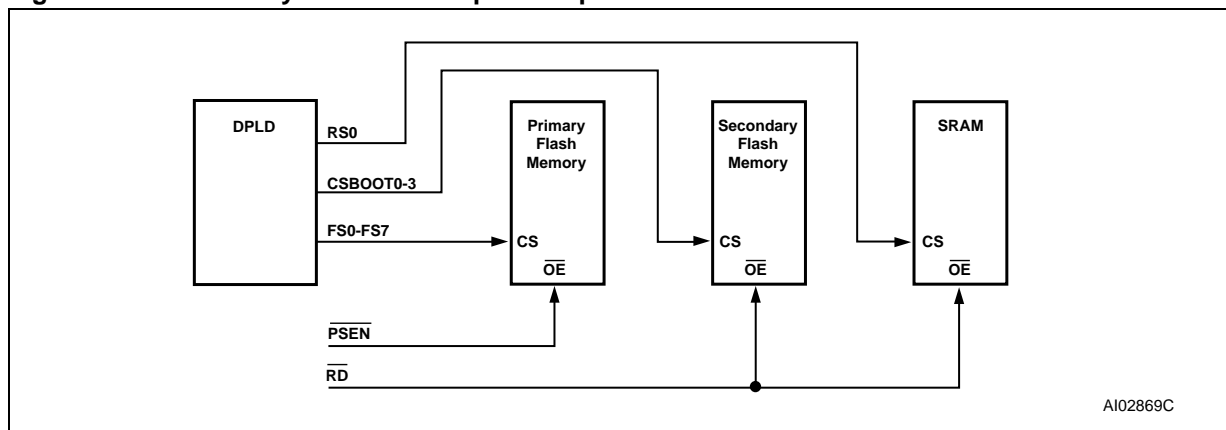 DPLD
RS0
CSBOOT0-3
FS0-FS7
Primary
Flash
Memory
CS
OE
Secondary
Flash
Memory
CS
OE
SRAM
CS
OE
PSEN
RD
AI02869C